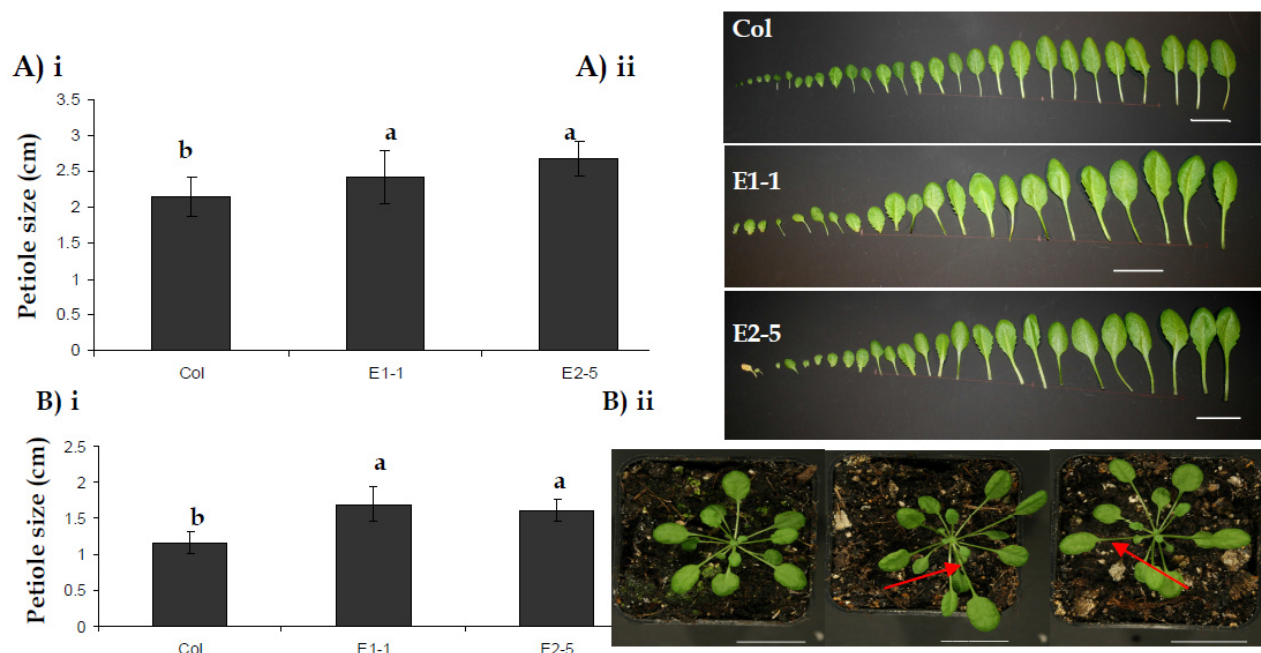 A) i
A) ii
Petiole size (cm)
3.5
3
2.5
2
1.5
1
0.5
0
b
a
a
Col
E1-1
E2-5
Col
E1-1
E2-5
B) i
B) ii
Petiole size (cm)
2.5
2
1.5
1
0.5
0
b
a
a
Col
E1-1
E2-5